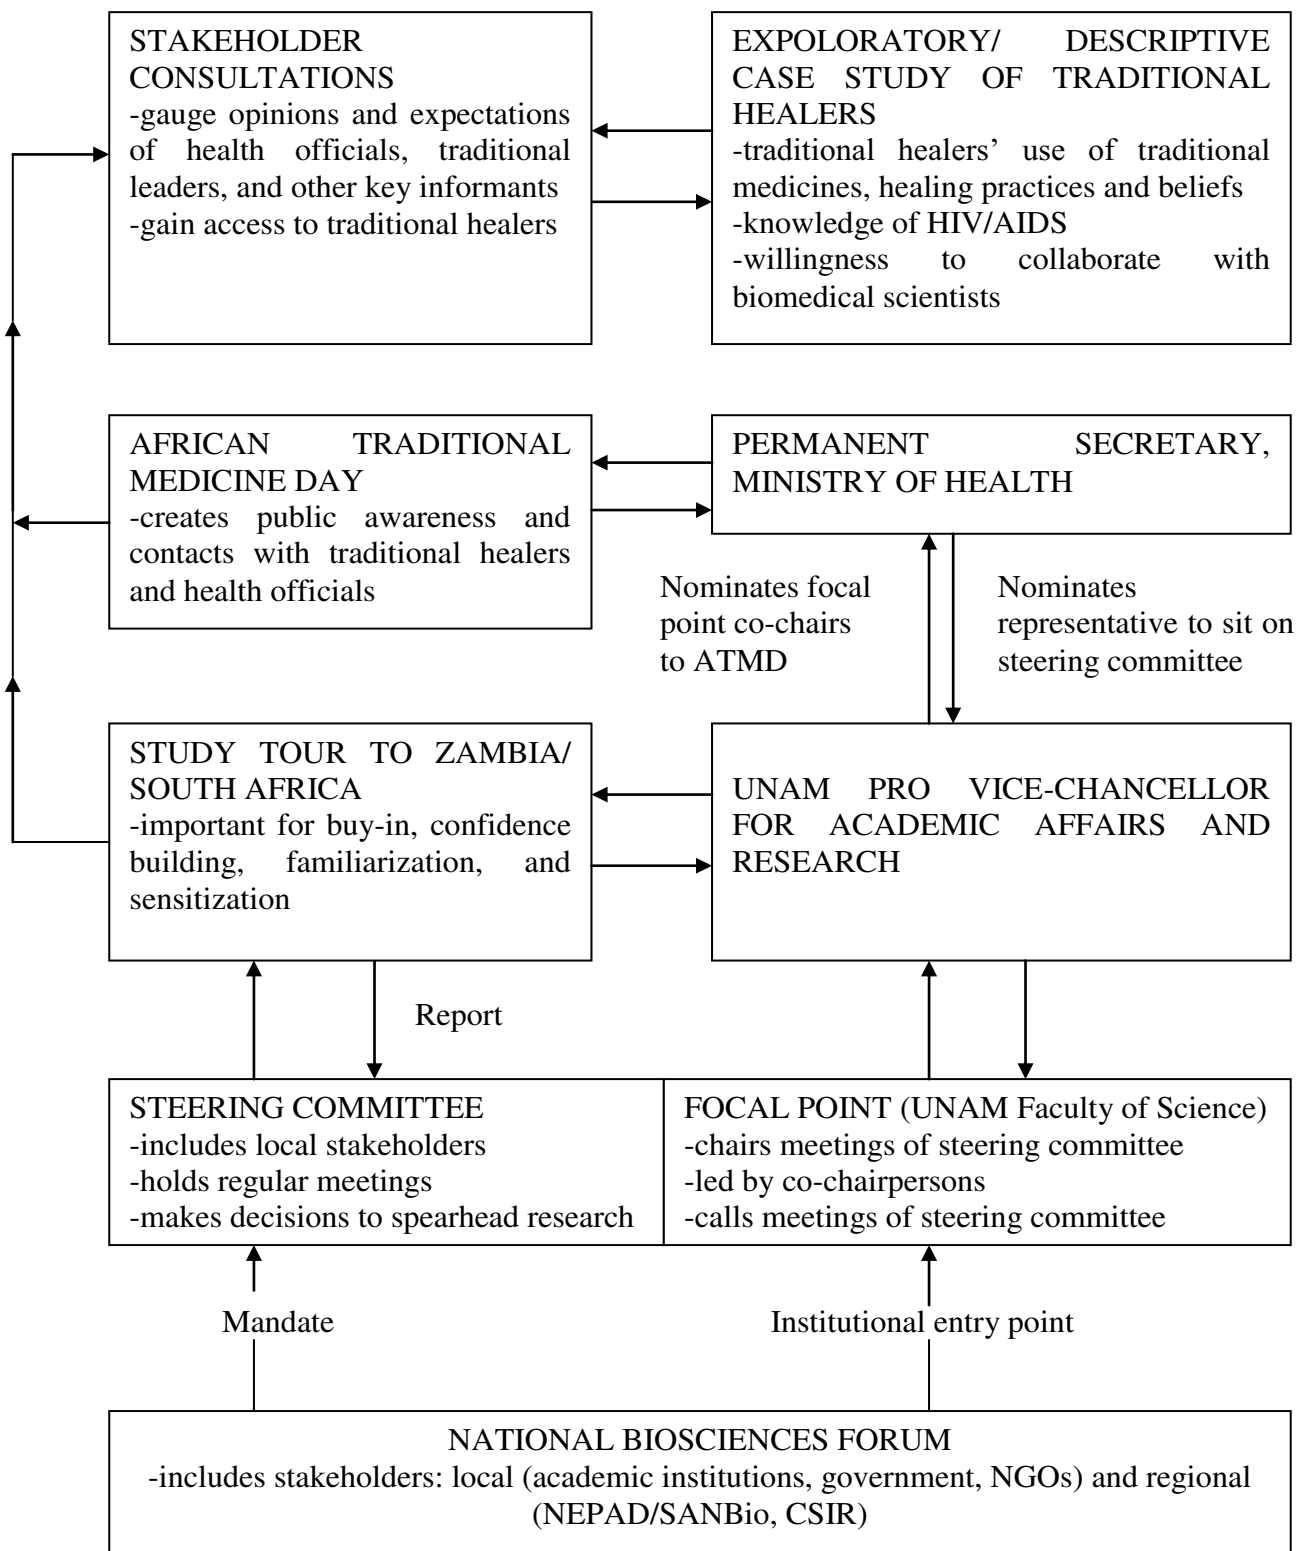 STAKEHOLDER
CONSULTATIONS
-gauge opinions and expectations
of health officials, traditional
leaders, and other key informants
-gain access to traditional healers
EXPOLORATORY/ DESCRIPTIVE
CASE STUDY OF TRADITIONAL
HEALERS
-traditional healers’ use of traditional
medicines, healing practices and beliefs
-knowledge of HIV/AIDS
-willingness to collaborate with
biomedical scientists
AFRICAN TRADITIONAL
MEDICINE DAY
-creates public awareness and
contacts with traditional healers
and health officials
PERMANENT SECRETARY,
MINISTRY OF HEALTH
Nominates focal
point co-chairs
to ATMD
Nominates
representative to sit on
steering committee
STUDY TOUR TO ZAMBIA/
SOUTH AFRICA
-important for buy-in, confidence
building, familiarization, and
sensitization
UNAM PRO VICE-CHANCELLOR
FOR ACADEMIC AFFAIRS AND
RESEARCH
Report
STEERING COMMITTEE
-includes local stakeholders
-holds regular meetings
-makes decisions to spearhead research
FOCAL POINT (UNAM Faculty of Science)
-chairs meetings of steering committee
-led by co-chairpersons
-calls meetings of steering committee
Mandate
Institutional entry point
NATIONAL BIOSCIENCES FORUM
-includes stakeholders: local (academic institutions, government, NGOs) and regional
(NEPAD/SANBio, CSIR)